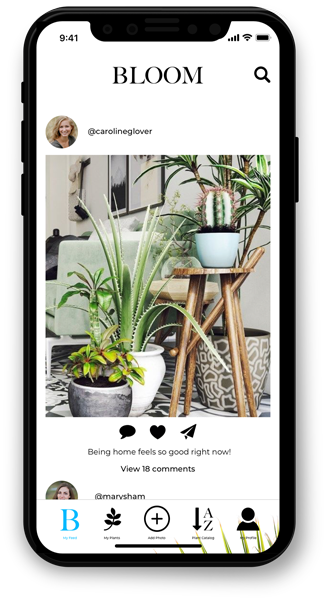 9:41
BLOOM
@carolineglover
Being home feels so good right now!
View 18 comments
@marysham
B
A
Z
My Feed
My Plants
Add Photo
Plant Catalog
My Profile